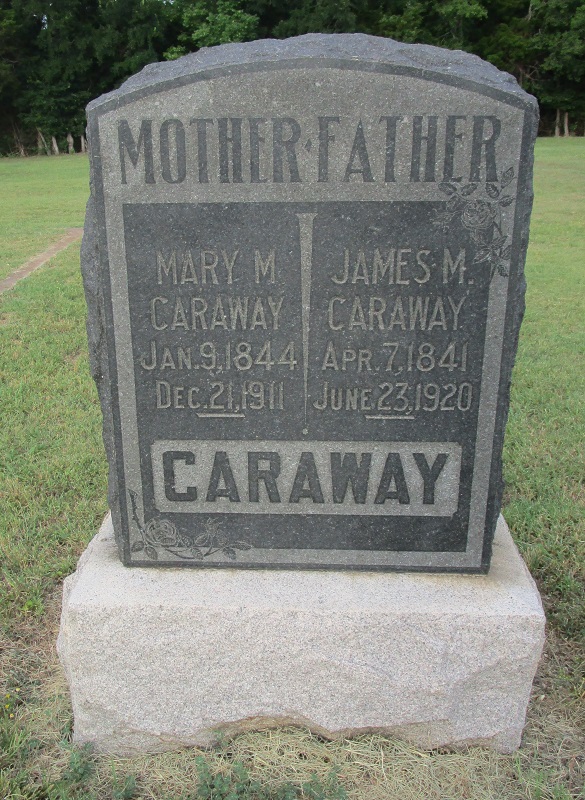 MOTHER·FATHER
MARY M.
CARAWAY
JAN. 9, 1844
DEC. 21, 1911
JAMES M.
CARAWAY
APR. 7, 1841
JUNE 23, 1920
CARAWAY